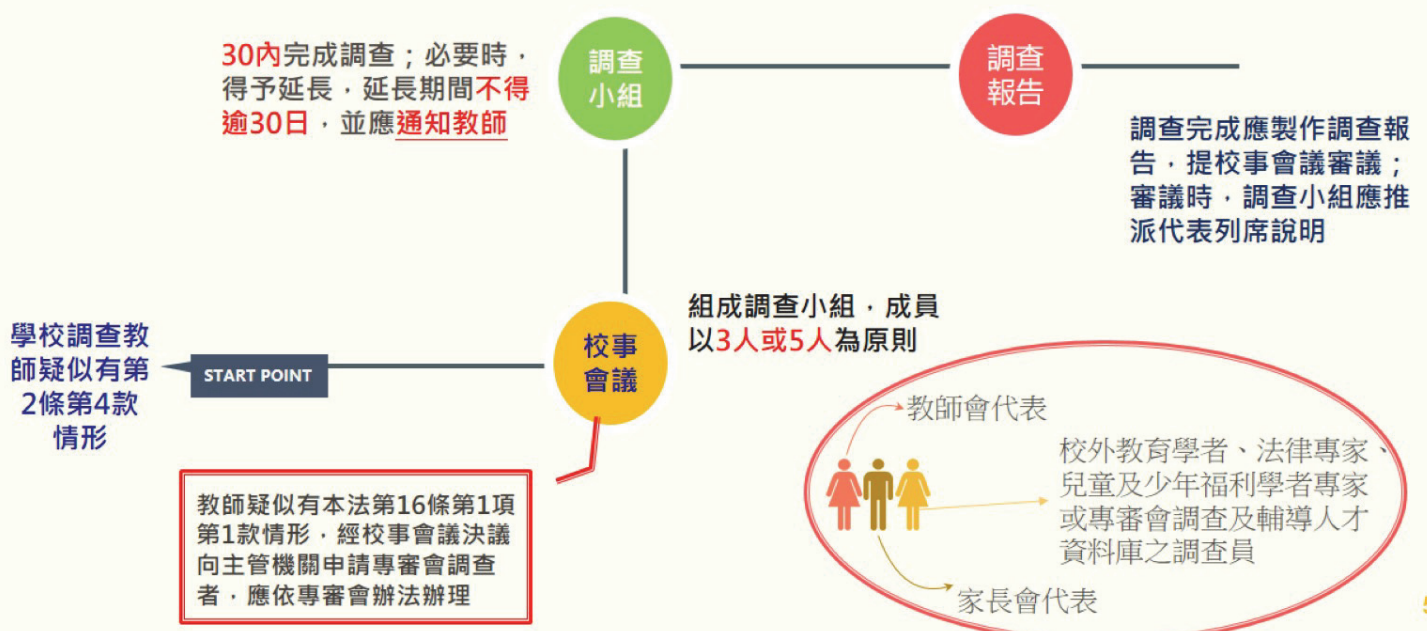 30內完成調查；必要時，
得予延長，延長期間不得
逾30日，並應通知教師
調查
小組
調查
報告
調查完成應製作調查報
告，提校事會議審議；
審議時，調查小組應推
派代表列席說明
學校調查教
師疑似有第
2條第4款
情形
START POINT
校事
會議
組成調查小組，成員
以3人或5人為原則
教師疑似有本法第16條第1項
第1款情形，經校事會議決議
向主管機關申請專審會調查
者，應依專審會辦法辦理
教師會代表
校外教育學者、法律專家、
兒童及少年福利學者專家
或專審會調查及輔導人才
資料庫之調查員
家長會代表